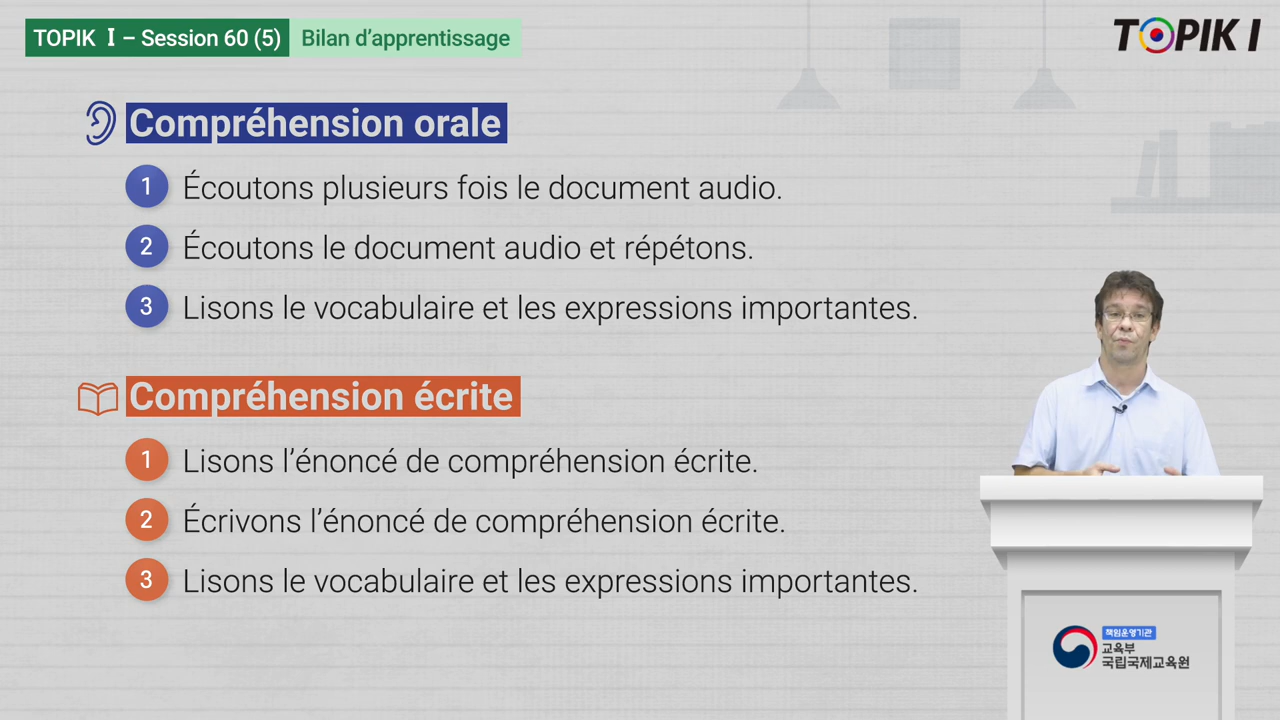 TOPIK I – Session 60 (5) Bilan d’apprentissage
TOPIK I
Compréhension orale
1 Écoutons plusieurs fois le document audio.
2 Écoutons le document audio et répétons.
3 Lisons le vocabulaire et les expressions importantes.
Compréhension écrite
1 Lisons l’énoncé de compréhension écrite.
2 Écrivons l’énoncé de compréhension écrite.
3 Lisons le vocabulaire et les expressions importantes.
책임운영기관
교육부
국립국제교육원